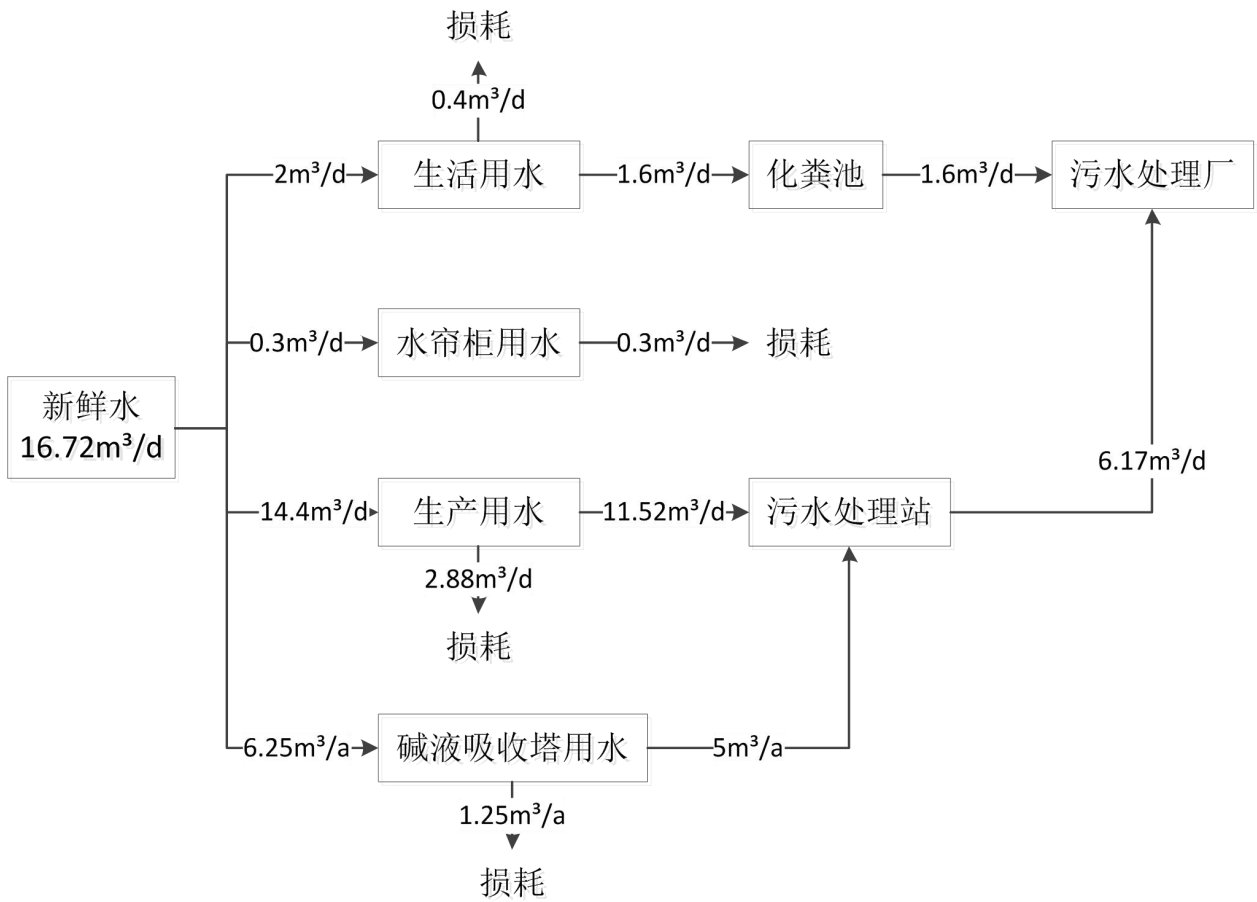 损耗
0.4m³/d
2m³/d
生活用水
1.6m³/d
化粪池
1.6m³/d
污水处理厂
0.3m³/d
水帘柜用水
0.3m³/d
损耗
新鲜水
16.72m³/d
6.17m³/d
14.4m³/d
生产用水
11.52m³/d
污水处理站
2.88m³/d
损耗
6.25m³/a
碱液吸收塔用水
5m³/a
1.25m³/a
损耗